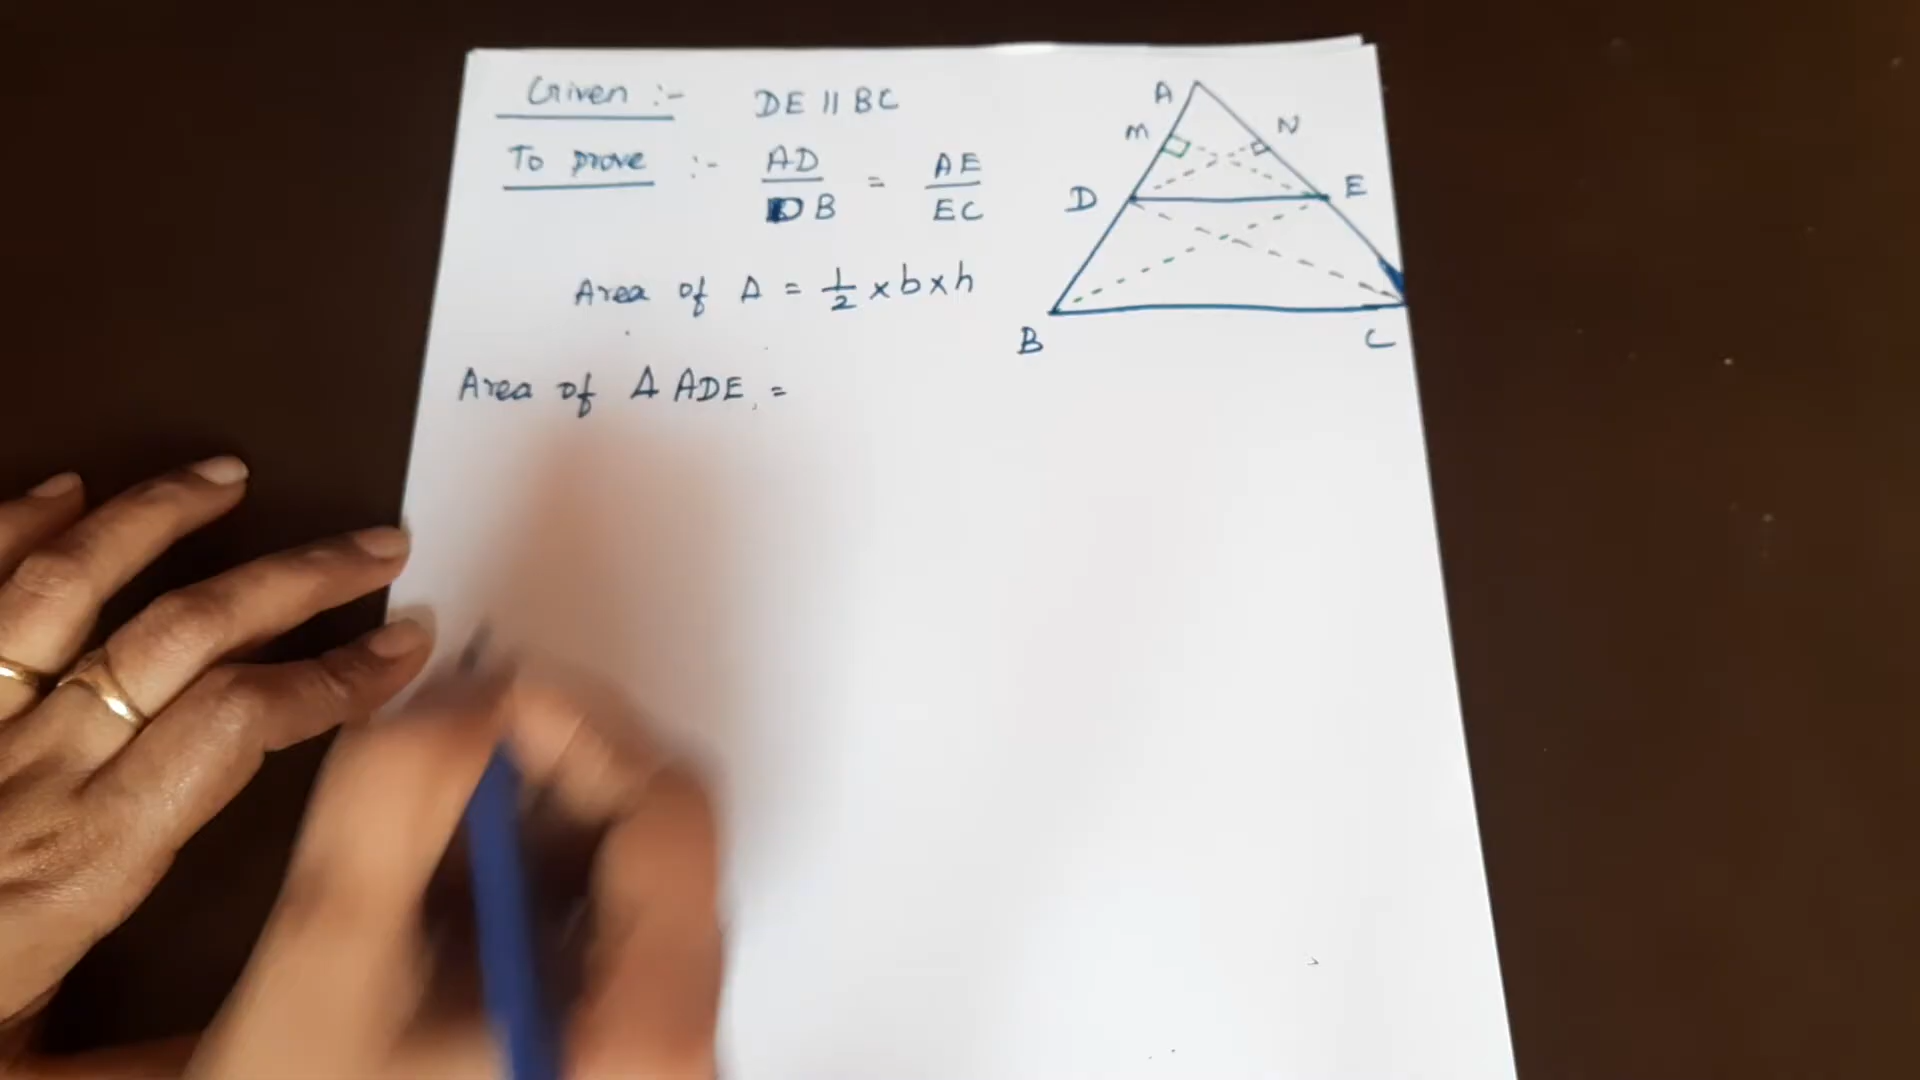 Given :- DE || BC
To prove :- AD/DB = AE/EC
Area of Δ = 1/2 × b × h
Area of Δ ADE =
A
M
N
D
E
B
C